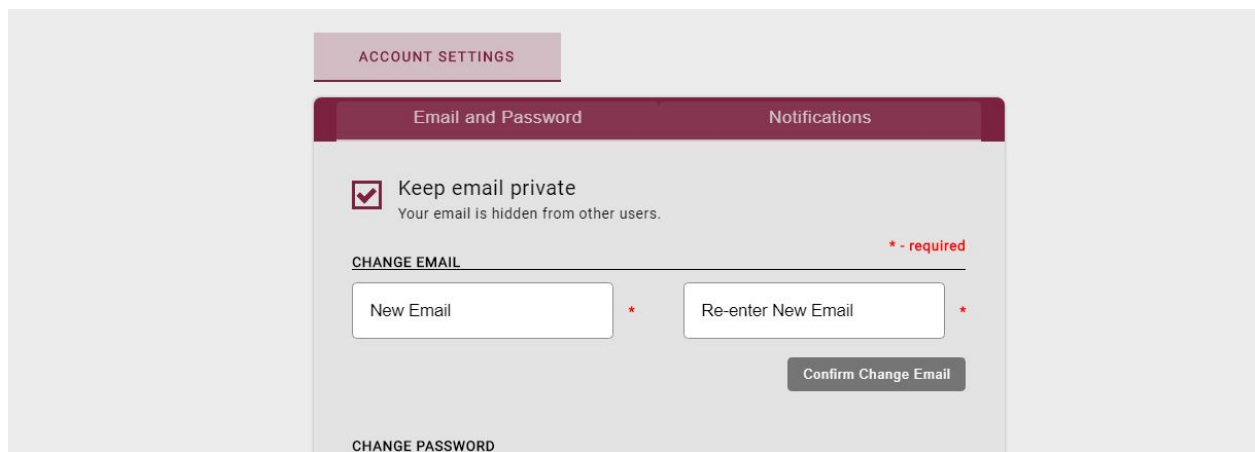 ACCOUNT SETTINGS
Email and Password Notifications
Keep email private
Your email is hidden from other users.
* - required
CHANGE EMAIL
New Email * Re-enter New Email *
Confirm Change Email
CHANGE PASSWORD